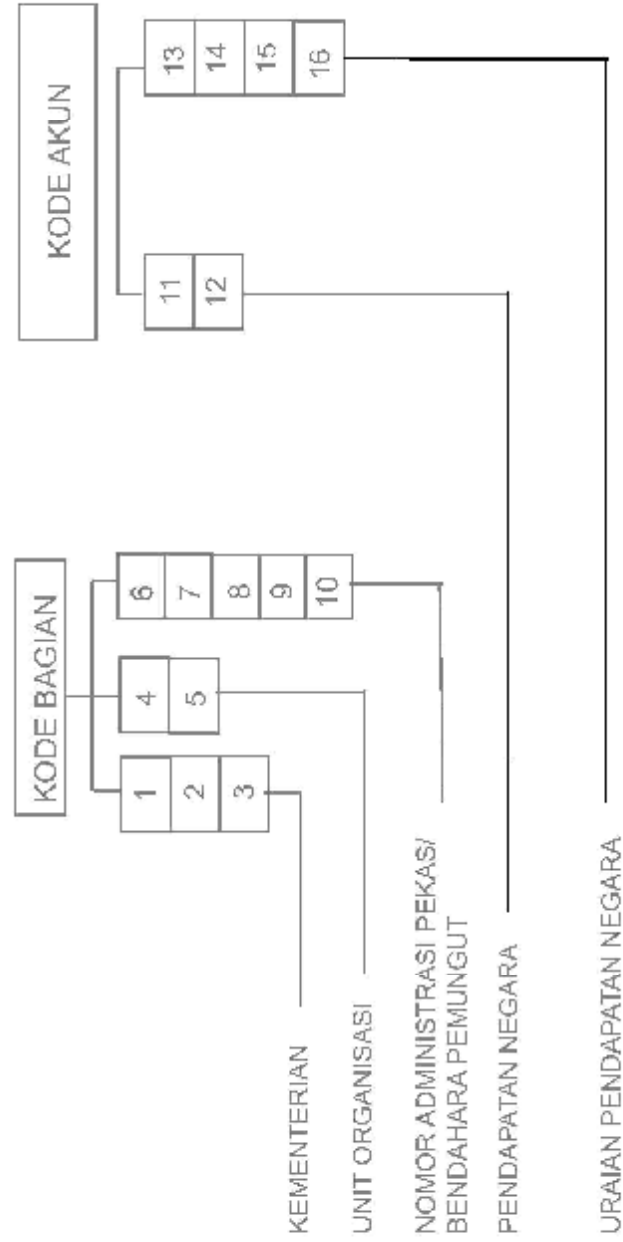 KODE BAGIAN
KODE AKUN
1
2
3
4
5
6
7
8
9
10
11
12
13
14
15
16
KEMENTERIAN
UNIT ORGANISASI
NOMOR ADMINISTRASI PEKAS/
BENDAHARA PEMUNGUT
PENDAPATAN NEGARA
URAIAN PENDAPATAN NEGARA